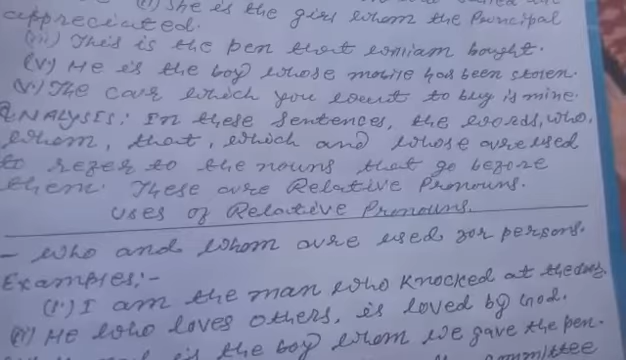 (ii) She is the girl whom the Principal
appreciated.
(iii) This is the pen that William bought.
(iv) He is the boy whose mobile has been stolen.
(v) The car which you want to buy is mine.
ANALYSIS: In these sentences, the words, who,
whom, that, which and whose are used
to refer to the nouns that go before
them. These are Relative Pronouns.
Uses of Relative Pronouns.
- Who and whom are used for persons.
Examples:-
(i) I am the man who knocked at the door.
(ii) He who loves others, is loved by God.
is the boy whom we gave the pen.
committee